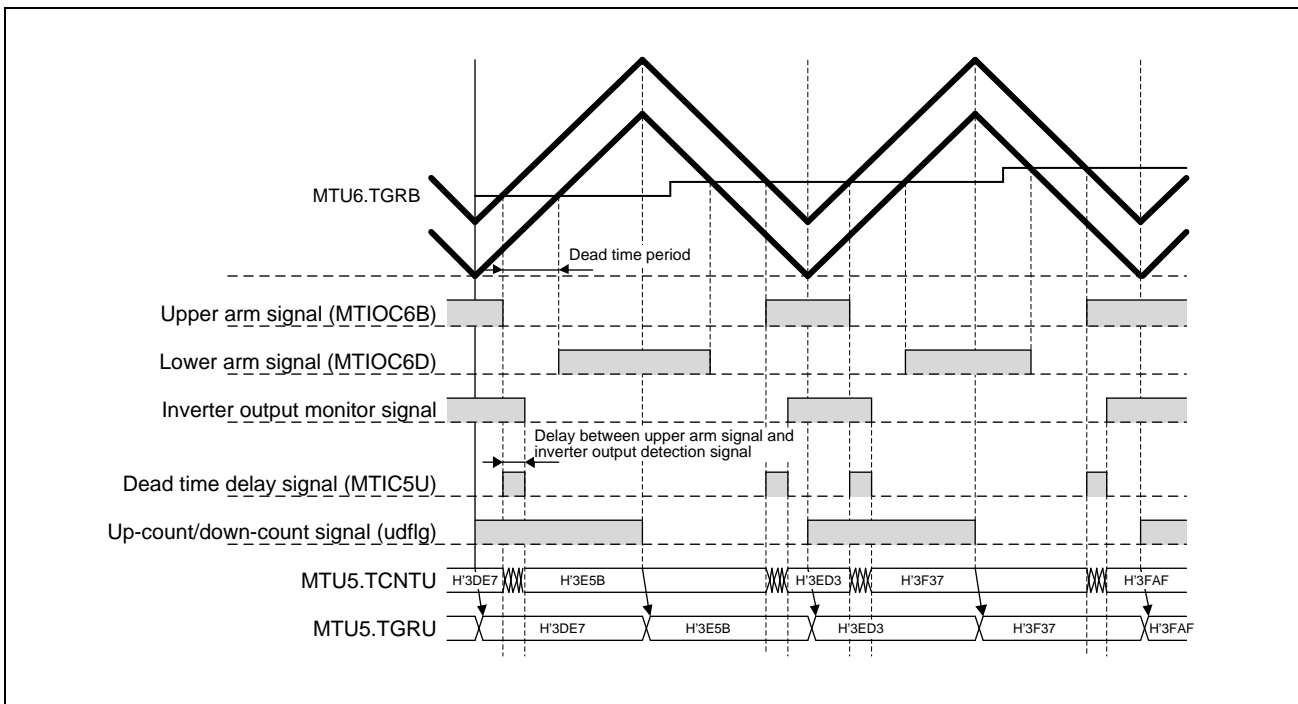 MTU6.TGRB
Dead time period
Upper arm signal (MTIOC6B)
Lower arm signal (MTIOC6D)
Inverter output monitor signal
Delay between upper arm signal and
inverter output detection signal
Dead time delay signal (MTIC5U)
Up-count/down-count signal (udflg)
MTU5.TCNTU H'3DE7 H'3E5B H'3ED3 H'3F37 H'3FAF
MTU5.TGRU H'3DE7 H'3E5B H'3ED3 H'3F37 H'3FAF